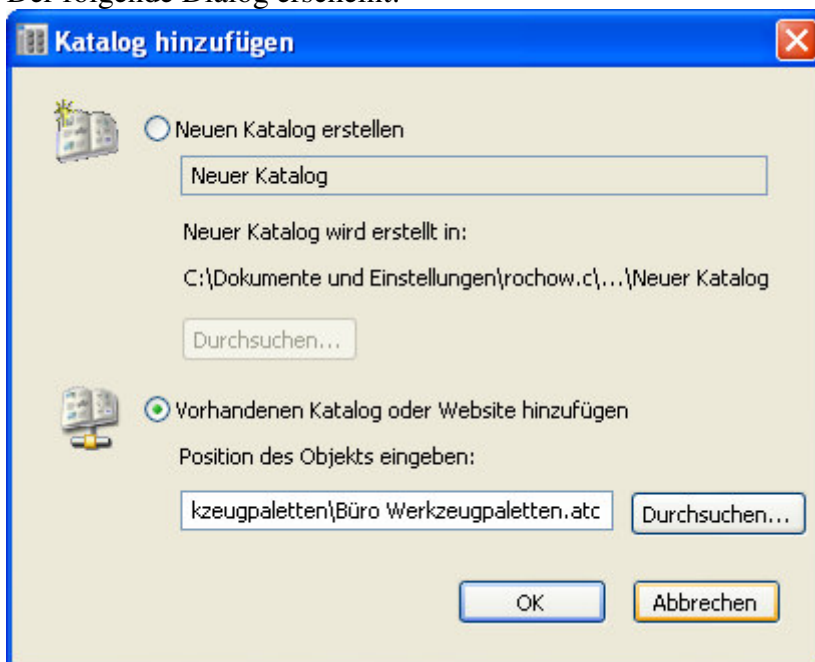 Der folgende Dialog erscheint:
Katalog hinzufügen
Neuen Katalog erstellen
Neuer Katalog
Neuer Katalog wird erstellt in:
C:\Dokumente und Einstellungen\rochow.c\...\Neuer Katalog
Durchsuchen...
Vorhandenen Katalog oder Website hinzufügen
Position des Objekts eingeben:
kzeugpaletten\Büro Werkzeugpaletten.atc Durchsuchen...
OK Abbrechen